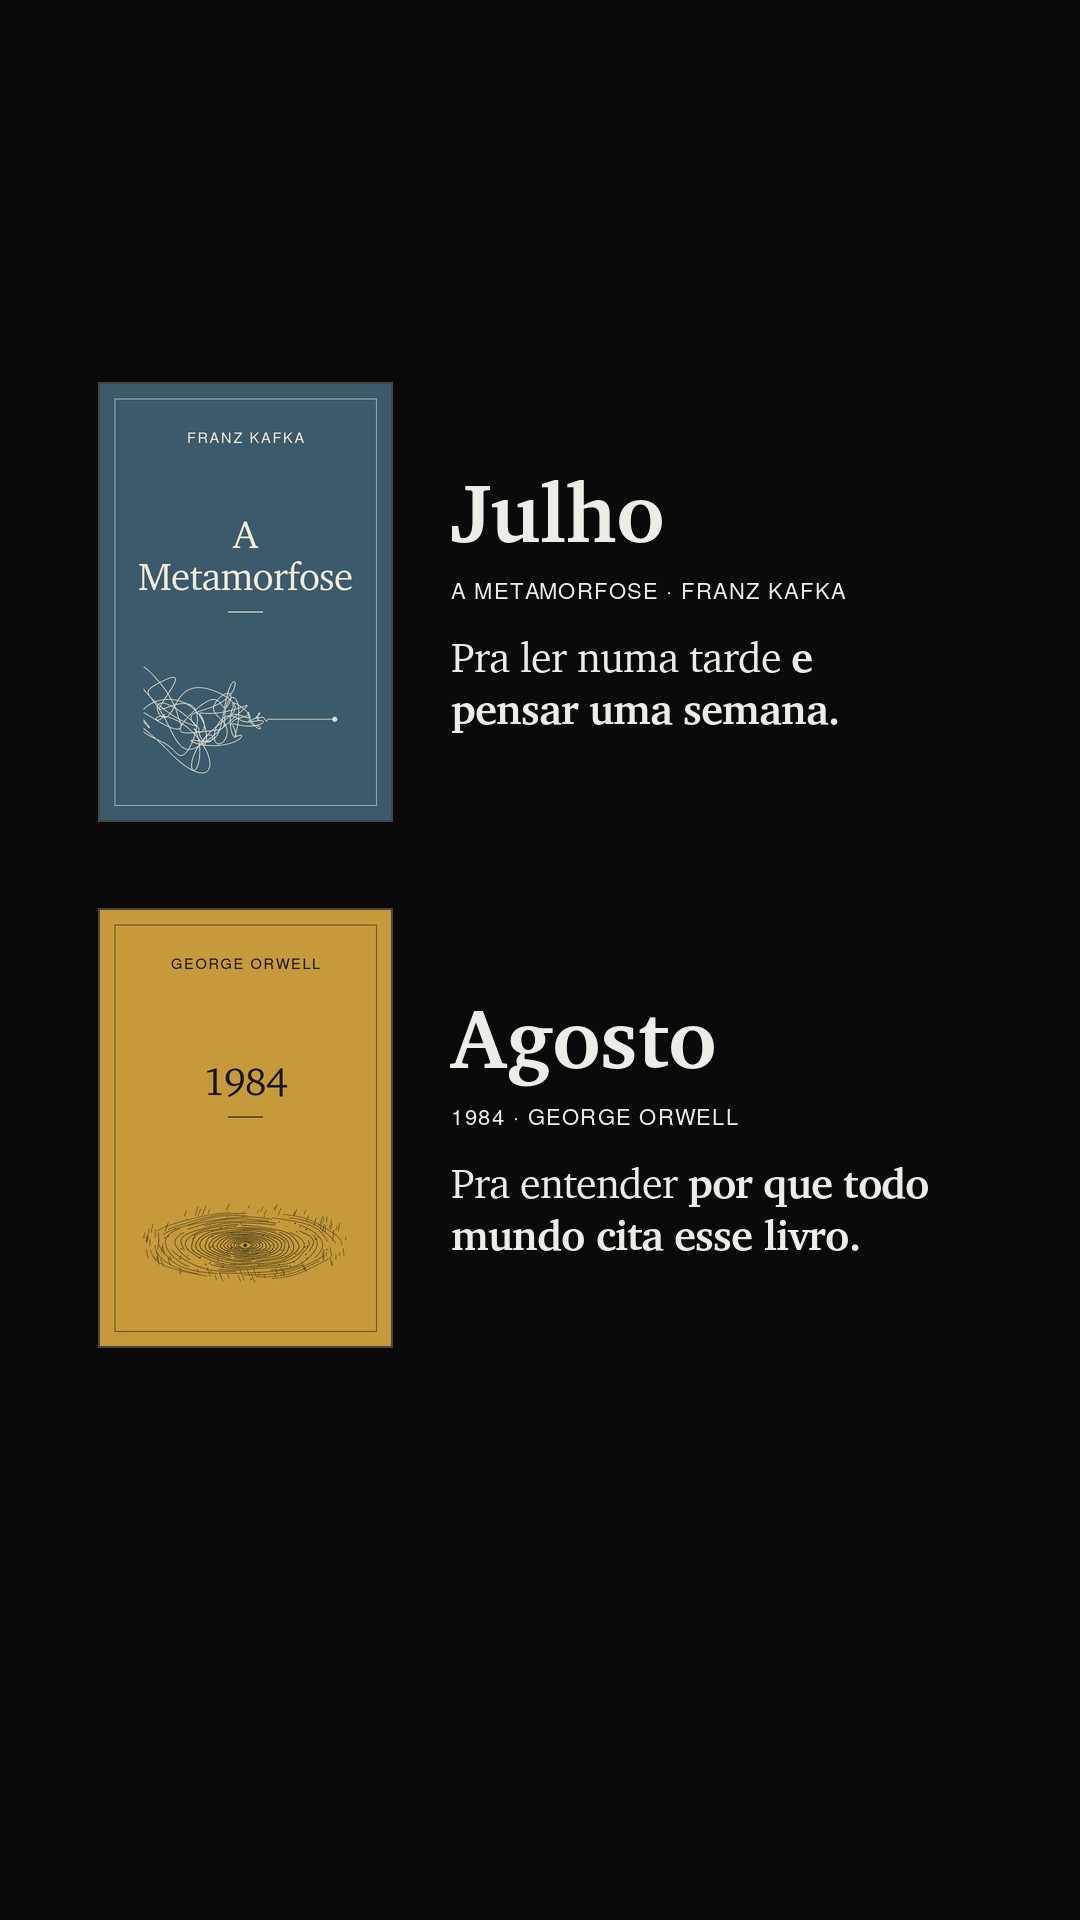 FRANZ KAFKA
A
Metamorfose
Julho
A METAMORFOSE · FRANZ KAFKA
Pra ler numa tarde e
pensar uma semana.
GEORGE ORWELL
1984
Agosto
1984 · GEORGE ORWELL
Pra entender por que todo
mundo cita esse livro.